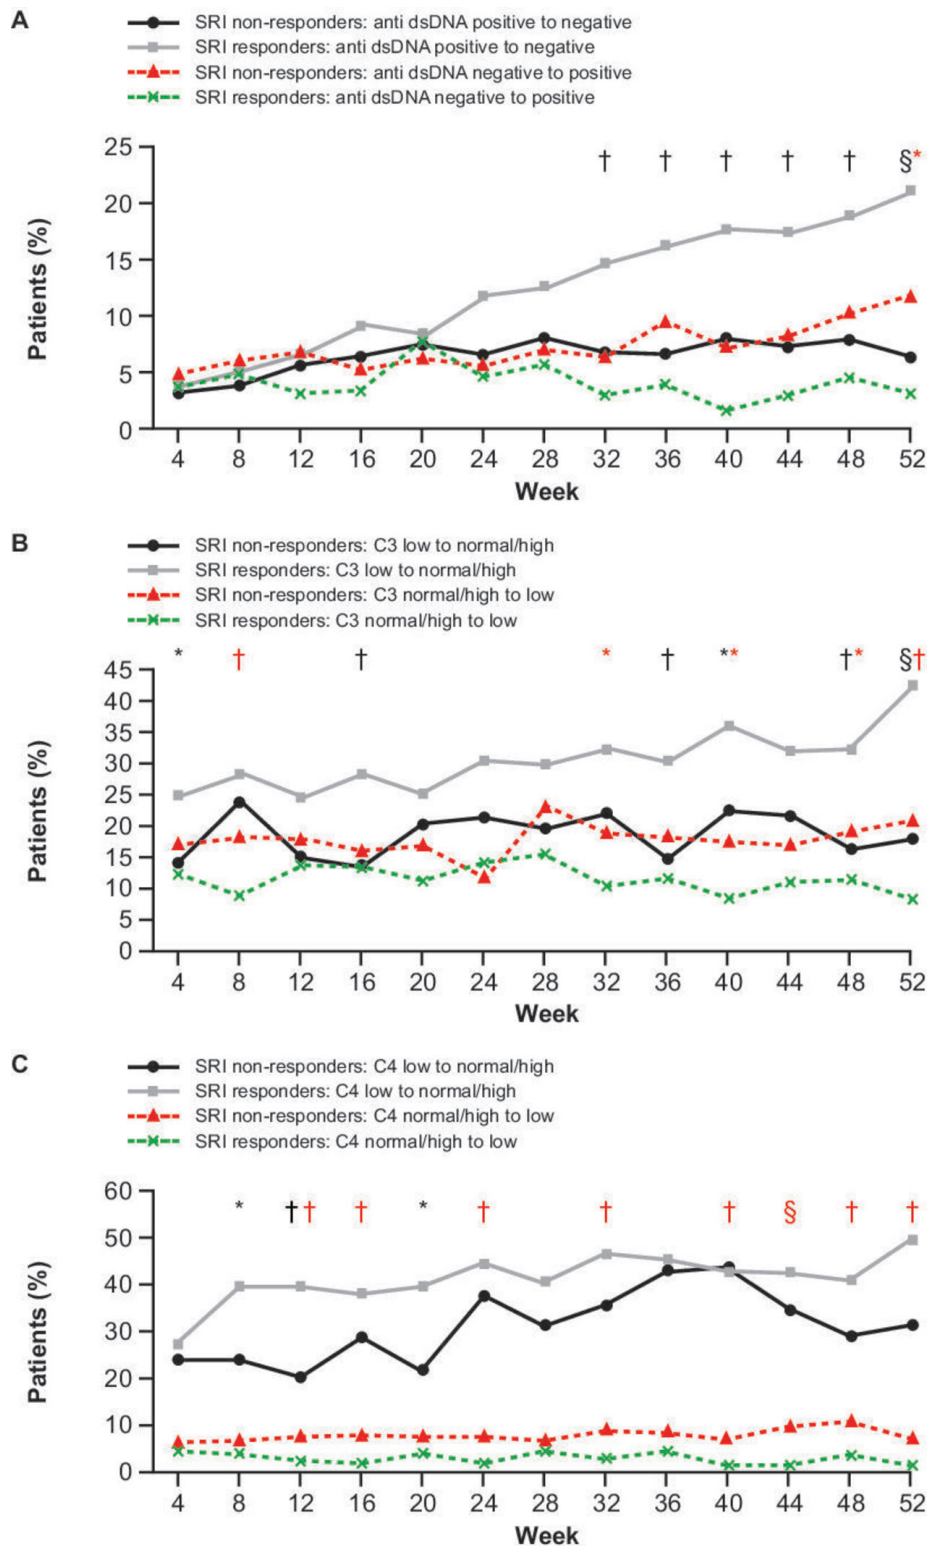 A
SRI non-responders: anti dsDNA positive to negative
SRI responders: anti dsDNA positive to negative
SRI non-responders: anti dsDNA negative to positive
SRI responders: anti dsDNA negative to positive
25
† † † † † §*
20
15
10
5
0
Patients (%)
4 8 12 16 20 24 28 32 36 40 44 48 52
Week
B
SRI non-responders: C3 low to normal/high
SRI responders: C3 low to normal/high
SRI non-responders: C3 normal/high to low
SRI responders: C3 normal/high to low
* † † * † ** †* §†
45
40
35
30
25
20
15
10
5
0
Patients (%)
4 8 12 16 20 24 28 32 36 40 44 48 52
Week
C
SRI non-responders: C4 low to normal/high
SRI responders: C4 low to normal/high
SRI non-responders: C4 normal/high to low
SRI responders: C4 normal/high to low
60
* †† † * † † † § † †
50
40
30
20
10
0
Patients (%)
4 8 12 16 20 24 28 32 36 40 44 48 52
Week